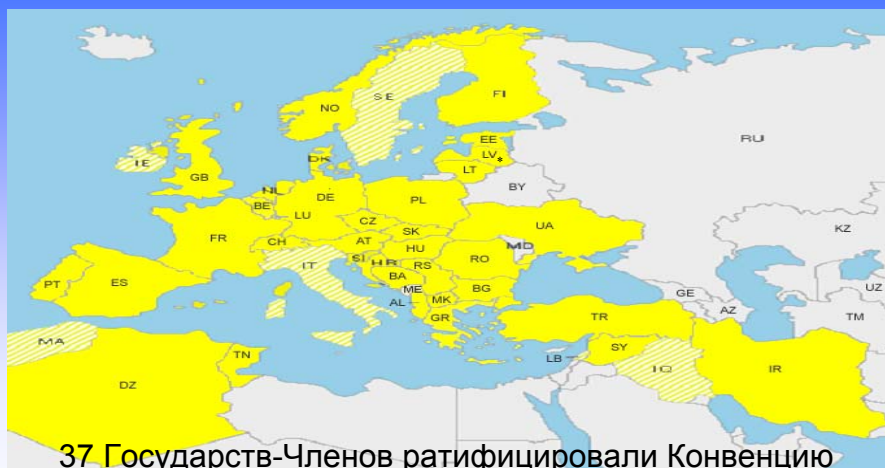 NO
SE
FI
EE
LV*
LT
IE
GB
DK
NL
BE
DE
PL
BY
RU
LU
CZ
UA
FR
SK
KZ
CH
AT
HU
MD
SI
HR
RO
IT
BA
RS
UZ
PT
ES
ME
BG
GE
AL
MK
AZ
TM
GR
TR
MA
TN
LB
SY
IQ
IR
DZ
37 Государств-Членов ратифицировали Конвенцию